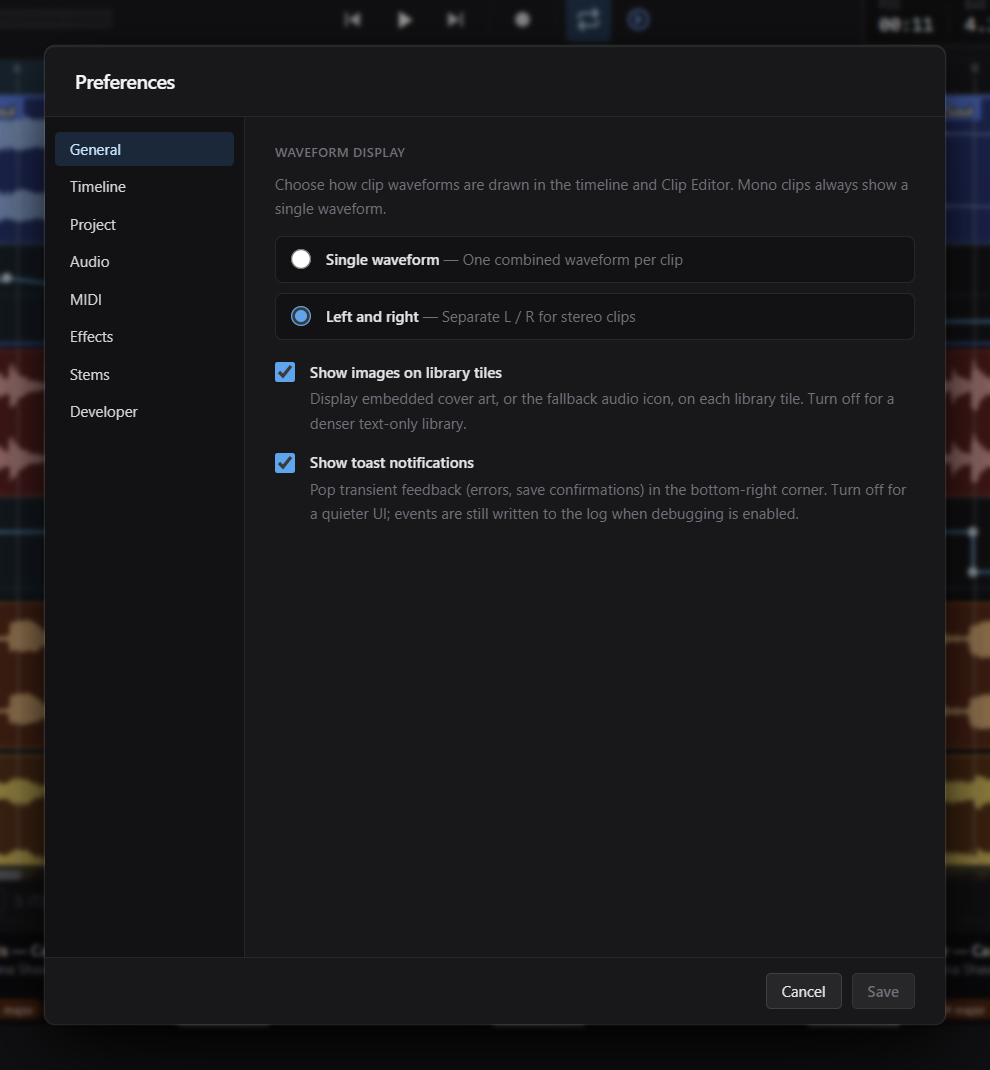 00:11
Preferences
General
Timeline
Project
Audio
MIDI
Effects
Stems
Developer
WAVEFORM DISPLAY
Choose how clip waveforms are drawn in the timeline and Clip Editor. Mono clips always show a
single waveform.
Single waveform — One combined waveform per clip
Left and right — Separate L / R for stereo clips
Show images on library tiles
Display embedded cover art, or the fallback audio icon, on each library tile. Turn off for a
denser text-only library.
Show toast notifications
Pop transient feedback (errors, save confirmations) in the bottom-right corner. Turn off for
a quieter UI; events are still written to the log when debugging is enabled.
Cancel
Save